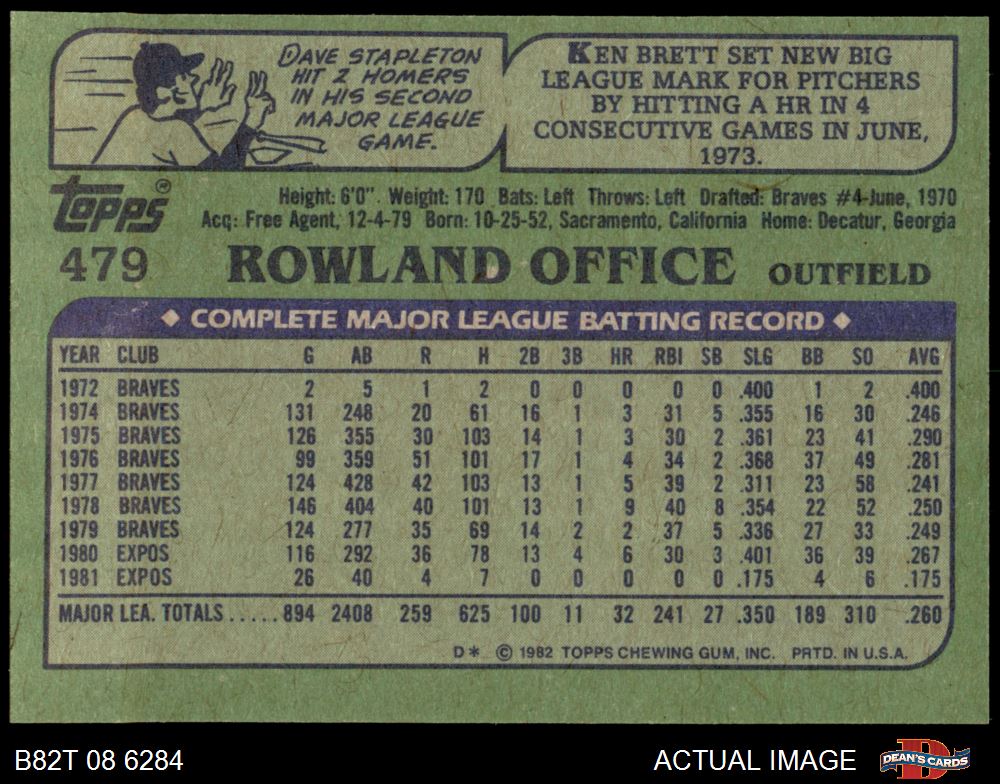 DAVE STAPLETON
HIT 2 HOMERS
IN HIS SECOND
MAJOR LEAGUE
GAME.
KEN BRETT SET NEW BIG
LEAGUE MARK FOR PITCHERS
BY HITTING A HR IN 4
CONSECUTIVE GAMES IN JUNE,
1973.
Topps®
Height: 6'0". Weight: 170 Bats: Left Throws: Left Drafted: Braves #4-June, 1970
Acq: Free Agent, 12-4-79 Born: 10-25-52, Sacramento, California Home: Decatur, Georgia
479 ROWLAND OFFICE OUTFIELD
◆ COMPLETE MAJOR LEAGUE BATTING RECORD ◆
YEAR CLUB G AB R H 2B 3B HR RBI SB SLG BB SO AVG
1972 BRAVES 2 5 1 2 0 0 0 0 0 .400 1 2 .400
1974 BRAVES 131 248 20 61 16 1 3 31 5 .355 16 30 .246
1975 BRAVES 126 355 30 103 14 1 3 30 2 .361 23 41 .290
1976 BRAVES 99 359 51 101 17 1 4 34 2 .368 37 49 .281
1977 BRAVES 124 428 42 103 13 1 5 39 2 .311 23 58 .241
1978 BRAVES 146 404 40 101 13 1 9 40 8 .354 22 52 .250
1979 BRAVES 124 277 35 69 14 2 2 37 5 .336 27 33 .249
1980 EXPOS 116 292 36 78 13 4 6 30 3 .401 36 39 .267
1981 EXPOS 26 40 4 7 0 0 0 0 0 .175 4 6 .175
MAJOR LEA. TOTALS.....894 2408 259 625 100 11 32 241 27 .350 189 310 .260
D* © 1982 TOPPS CHEWING GUM, INC. PRTD. IN U.S.A.
B82T 08 6284 ACTUAL IMAGE D DEAN'S CARDS